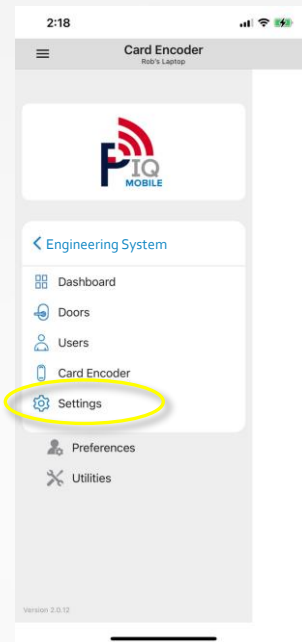 2:18
Card Encoder
Rob's Laptop
PIQ
MOBILE
Engineering System
Dashboard
Doors
Users
Card Encoder
Settings
Preferences
Utilities
Version 2.0.12